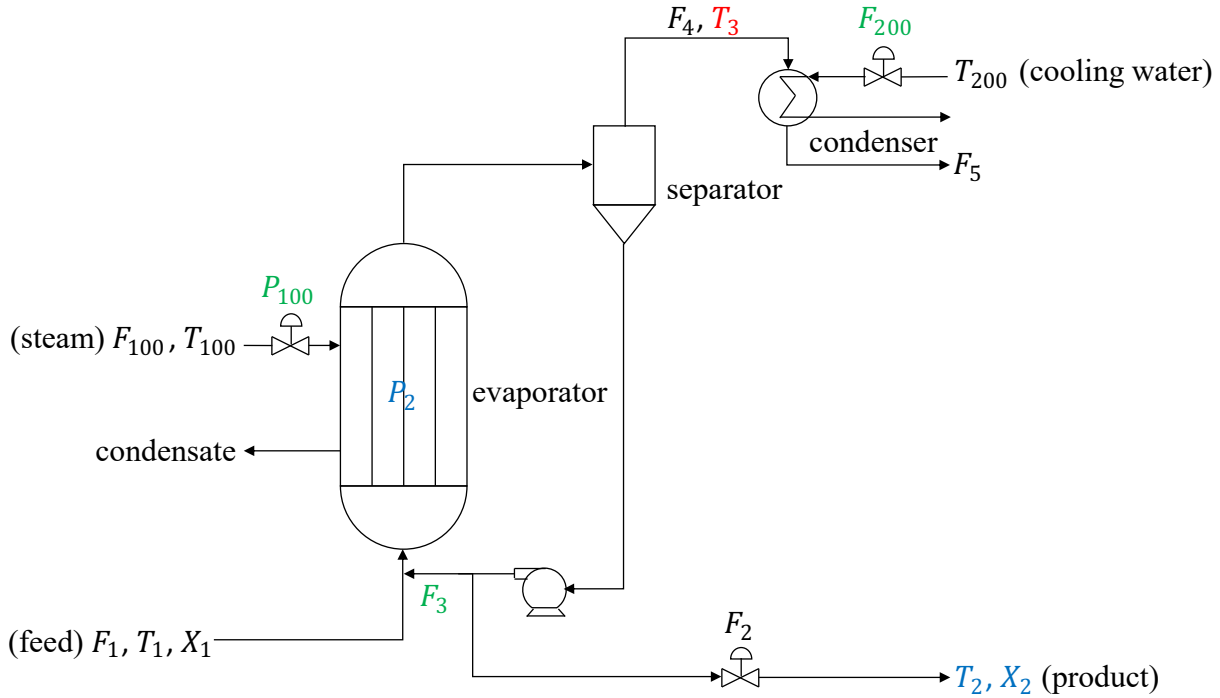 F₄, T₃
F₂₀₀
T₂₀₀ (cooling water)
condenser
F₅
separator
P₁₀₀
(steam) F₁₀₀, T₁₀₀
P₂
evaporator
condensate
F₃
F₂
(feed) F₁, T₁, X₁
T₂, X₂ (product)